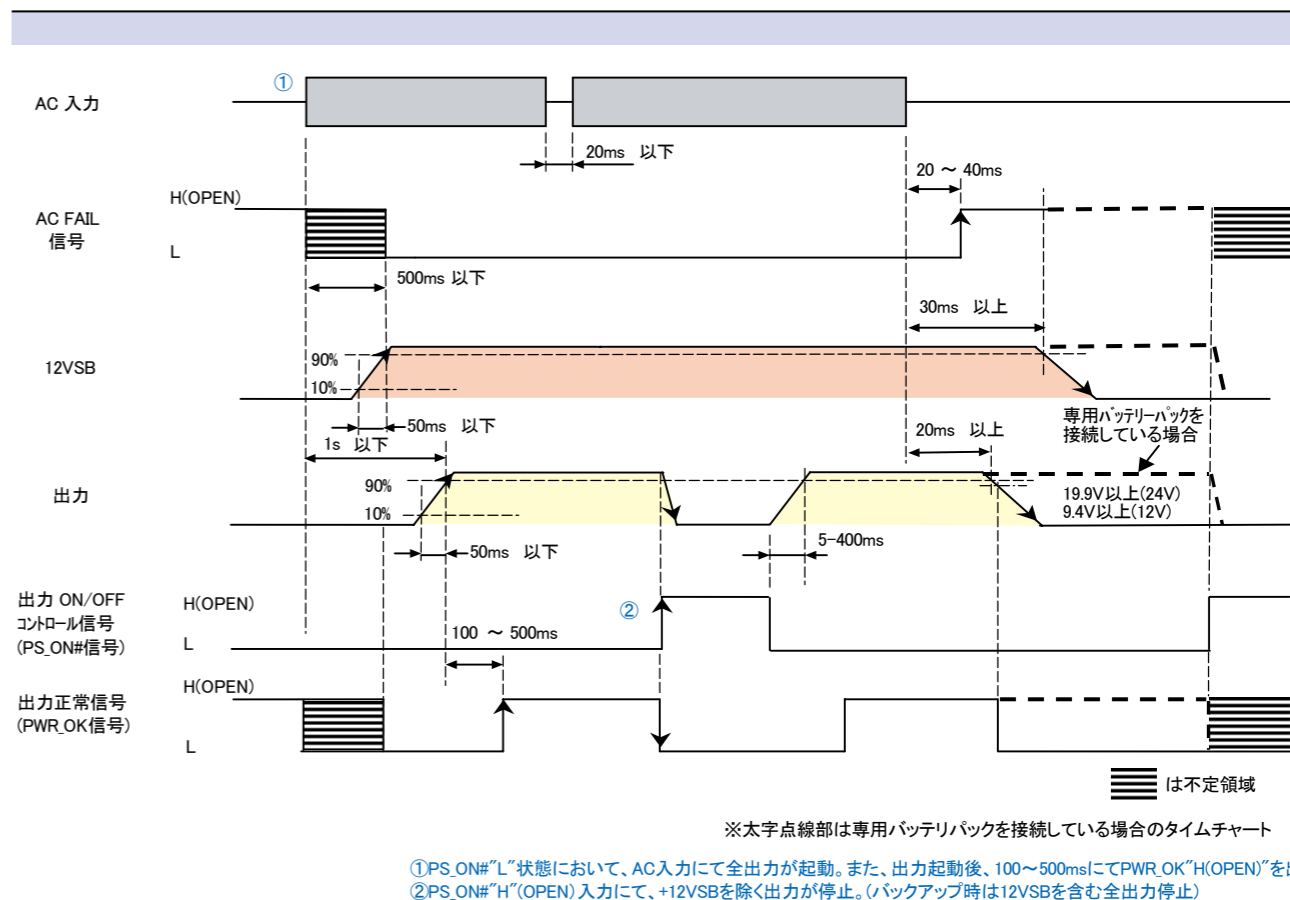 ①
AC 入力
20ms 以下
20 ～ 40ms
H(OPEN)
AC FAIL
信号
L
500ms 以下
30ms 以上
90%
12VSB
10%
50ms 以下
専用バッテリーパックを
接続している場合
1s 以下
20ms 以上
90%
出力
19.9V以上(24V)
10%
9.4V以上(12V)
50ms 以下
5-400ms
出力 ON/OFF
コントロール信号
(PS_ON#信号)
H(OPEN)
②
L
100 ～ 500ms
H(OPEN)
出力正常信号
(PWR_OK信号)
L
は不定領域
※太字点線部は専用バッテリパックを接続している場合のタイムチャート
①PS_ON#"L"状態において、AC入力にて全出力が起動。また、出力起動後、100～500msにてPWR_OK"H(OPEN)"を
②PS_ON#"H"(OPEN)入力にて、+12VSBを除く出力が停止。(バックアップ時は12VSBを含む全出力停止)